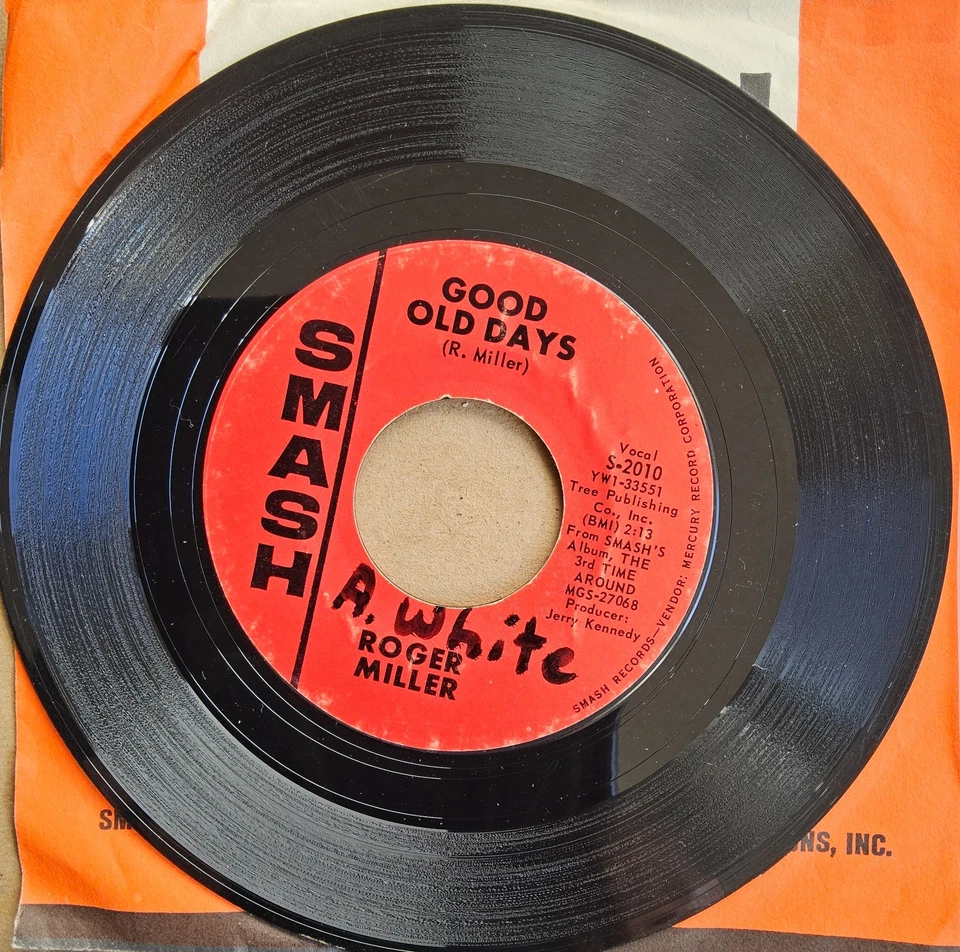 GOOD
OLD DAYS
(R. Miller)
SMASH
Vocal
S-2010
YW1-33551
Tree Publishing
Co., Inc.
(BMI) 2:13
From SMASH'S
Album, THE
3rd TIME
AROUND
MGS-27068
Producer:
Jerry Kennedy
SMASH RECORDS—VENDOR: MERCURY RECORD CORPORATION
A. White
ROGER
MILLER
INC.